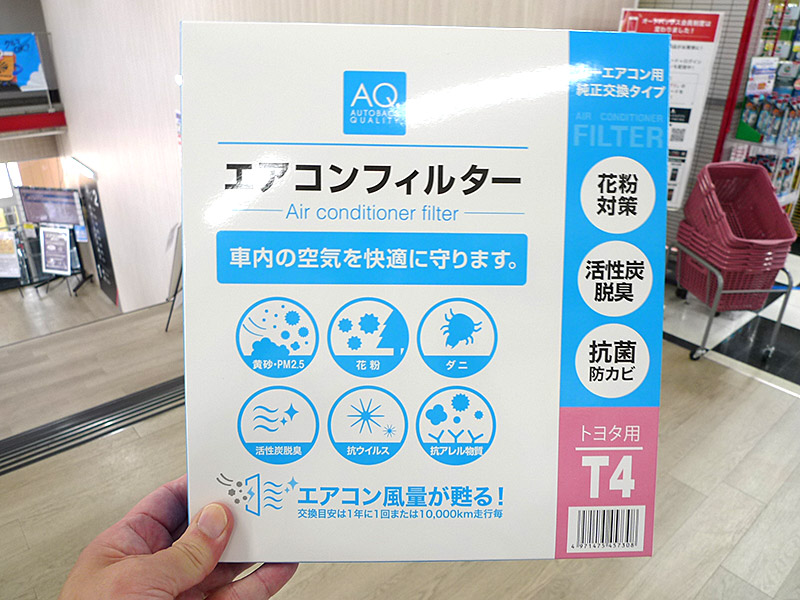 AQ.
AUTOBACS
QUALITY.
エアコンフィルター
Air conditioner filter
車内の空気を快適に守ります。
黄砂・PM2.5
花粉
ダニ
活性炭脱臭
抗ウイルス
抗アレル物質
エアコン風量が甦る!
交換目安は1年に1回または10,000km走行毎
カーエアコン用
純正交換タイプ
AIR CONDITIONER
FILTER
花粉
対策
活性炭
脱臭
抗菌
防カビ
トヨタ用
T4
4971475457308